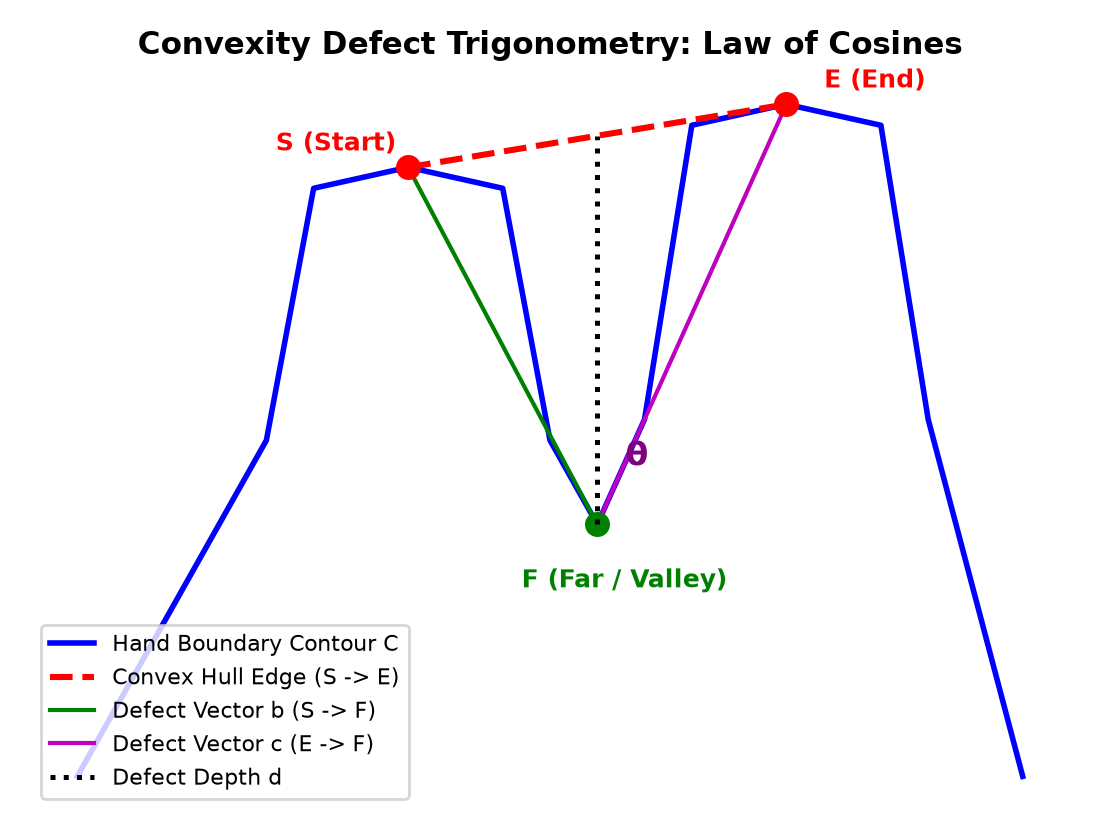 Convexity Defect Trigonometry: Law of Cosines
E (End)
S (Start)
θ
F (Far / Valley)
Hand Boundary Contour C
Convex Hull Edge (S -> E)
Defect Vector b (S -> F)
Defect Vector c (E -> F)
Defect Depth d